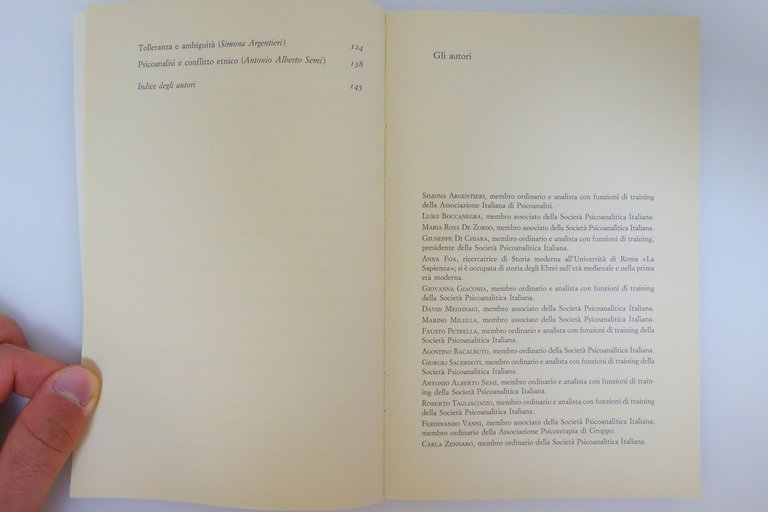 Tolleranza e ambiguità (Simona Argentieri) 124
Psicoanalisi e conflitto etnico (Antonio Alberto Semi) 138
Indice degli autori 145
Gli autori
Simona Argentieri, membro ordinario e analista con funzioni di training
della Associazione Italiana di Psicoanalisi.
Luigi Boccanegra, membro associato della Società Psicoanalitica Italiana.
Maria Rosa De Zordo, membro associato della Società Psicoanalitica Italiana.
Giuseppe Di Chiara, membro ordinario e analista con funzioni di training,
presidente della Società Psicoanalitica Italiana.
Anna Foa, ricercatrice di Storia moderna all'Università di Roma «La
Sapienza»; si è occupata di storia degli Ebrei nell'età medievale e nella prima
età moderna.
Giovanna Giaconia, membro ordinario e analista con funzioni di training
della Società Psicoanalitica Italiana.
David Meghnagi, membro associato della Società Psicoanalitica Italiana.
Marino Milella, membro associato della Società Psicoanalitica Italiana.
Fausto Petrella, membro ordinario e analista con funzioni di training della
Società Psicoanalitica Italiana.
Agostino Racalbuto, membro ordinario della Società Psicoanalitica Italiana.
Giorgio Sacerdoti, membro ordinario e analista con funzioni di training della
Società Psicoanalitica Italiana.
Antonio Alberto Semi, membro ordinario e analista con funzioni di train-
ing della Società Psicoanalitica Italiana.
Roberto Tagliacozzo, membro ordinario e analista con funzioni di training
della Società Psicoanalitica Italiana.
Ferdinando Vanni, membro associato della Società Psicoanalitica Italiana;
membro ordinario della Associazione Psicoterapia di Gruppo.
Carla Zennaro, membro ordinario della Società Psicoanalitica Italiana.